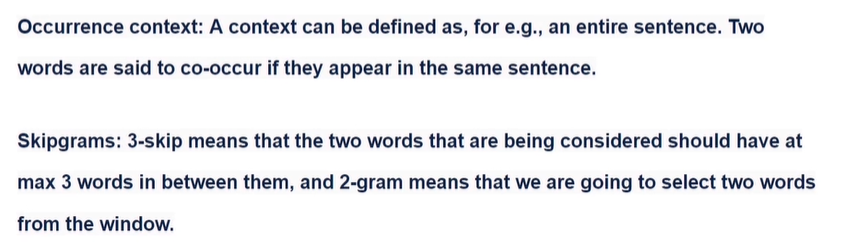 Occurrence context: A context can be defined as, for e.g., an entire sentence. Two
words are said to co-occur if they appear in the same sentence.
Skipgrams: 3-skip means that the two words that are being considered should have at
max 3 words in between them, and 2-gram means that we are going to select two words
from the window.